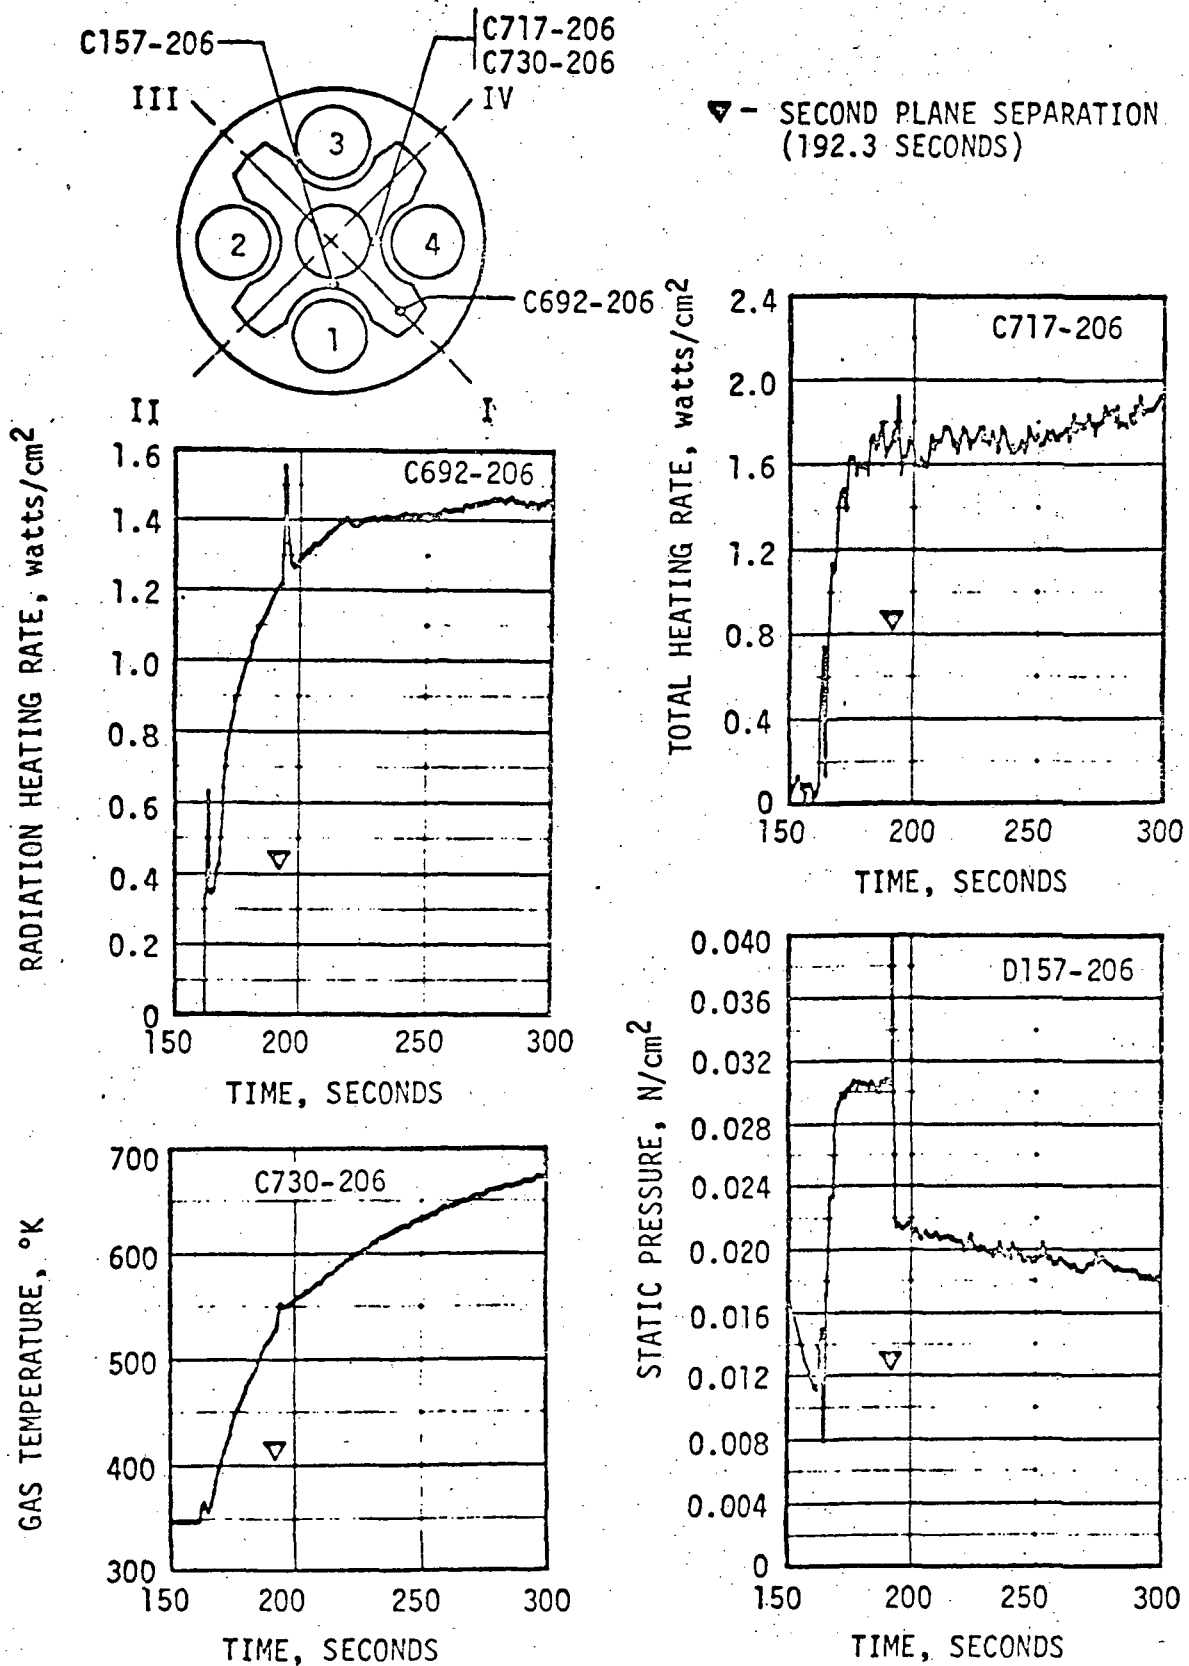 C157-206
C717-206
C730-206
III
IV
3
2
4
1
C692-206
II
I
▽ - SECOND PLANE SEPARATION
(192.3 SECONDS)
RADIATION HEATING RATE, watts/cm2
C692-206
1.6
1.4
1.2
1.0
0.8
0.6
0.4
0.2
0
150 200 250 300
TIME, SECONDS
TOTAL HEATING RATE, watts/cm2
C717-206
2.4
2.0
1.6
1.2
0.8
0.4
0
150 200 250 300
TIME, SECONDS
GAS TEMPERATURE, °K
C730-206
700
600
500
400
300
150 200 250 300
TIME, SECONDS
STATIC PRESSURE, N/cm2
D157-206
0.040
0.036
0.032
0.028
0.024
0.020
0.016
0.012
0.008
0.004
0
150 200 250 300
TIME, SECONDS